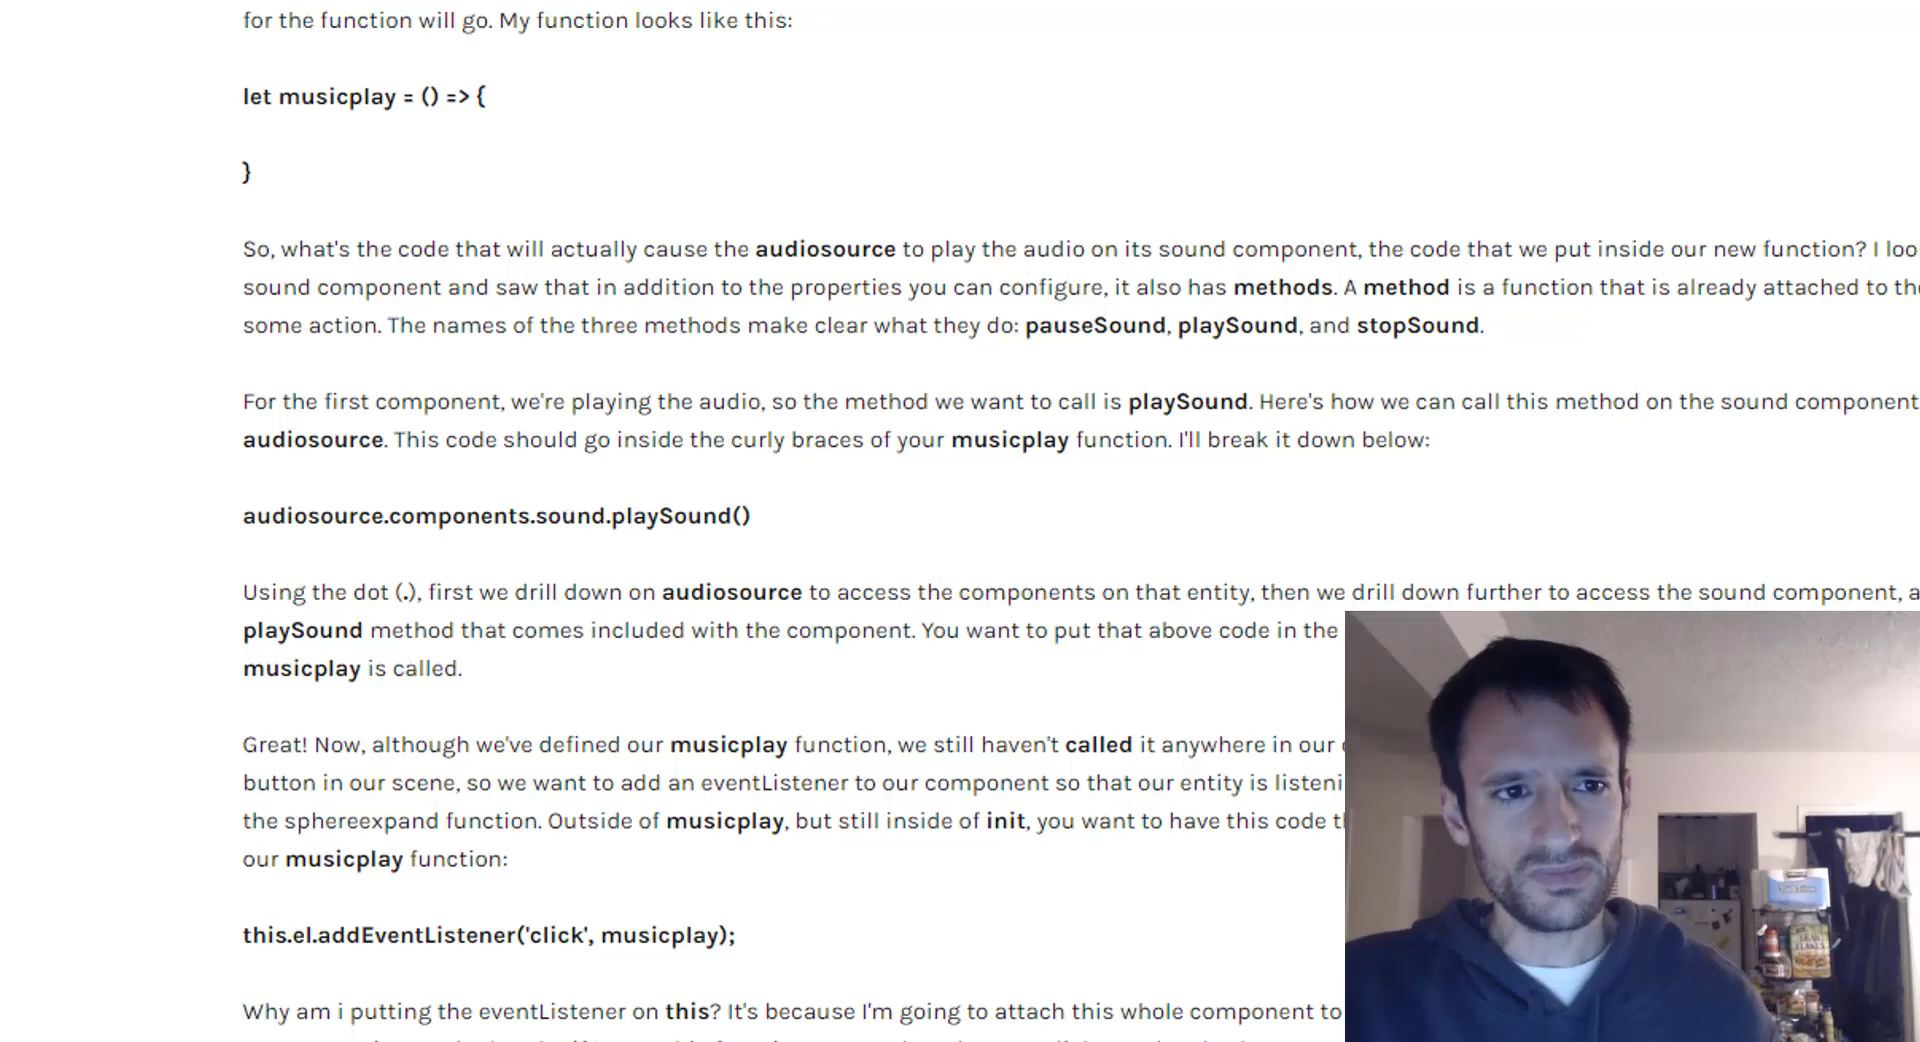 for the function will go. My function looks like this:
let musicplay = () => {
}
So, what's the code that will actually cause the audiosource to play the audio on its sound component, the code that we put inside our new function? I loo
sound component and saw that in addition to the properties you can configure, it also has methods. A method is a function that is already attached to th
some action. The names of the three methods make clear what they do: pauseSound, playSound, and stopSound.
For the first component, we're playing the audio, so the method we want to call is playSound. Here's how we can call this method on the sound component
audiosource. This code should go inside the curly braces of your musicplay function. I'll break it down below:
audiosource.components.sound.playSound()
Using the dot (.), first we drill down on audiosource to access the components on that entity, then we drill down further to access the sound component, a
playSound method that comes included with the component. You want to put that above code in the
musicplay is called.
Great! Now, although we've defined our musicplay function, we still haven't called it anywhere in our
button in our scene, so we want to add an eventListener to our component so that our entity is listeni
the sphereexpand function. Outside of musicplay, but still inside of init, you want to have this code t
our musicplay function:
this.el.addEventListener('click', musicplay);
Why am i putting the eventListener on this? It's because I'm going to attach this whole component to